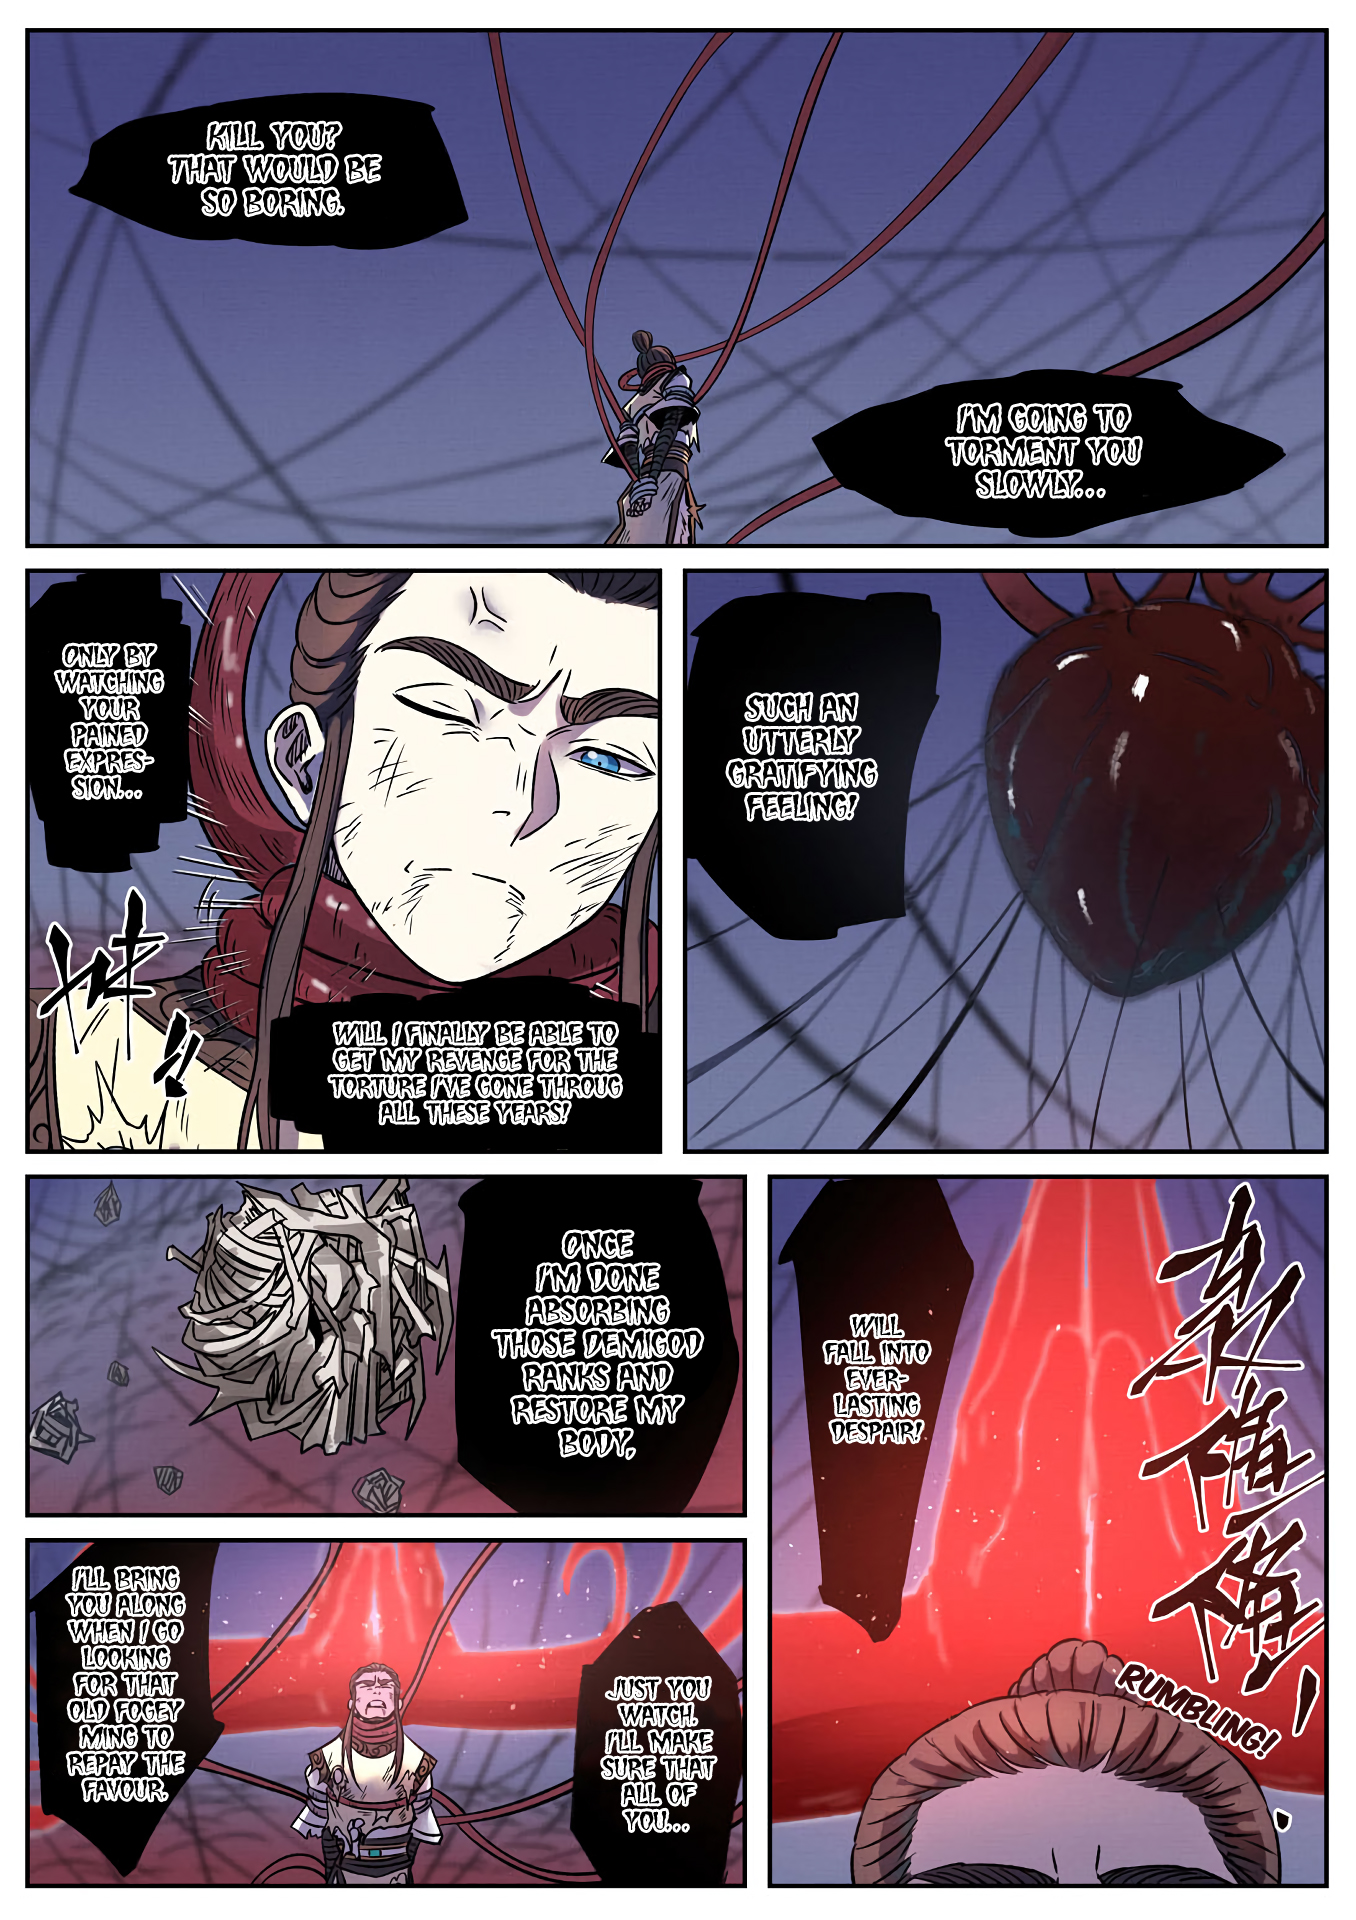 KILL YOU?
THAT WOULD BE
SO BORING.
I'M GOING TO
TORMENT YOU
SLOWLY...
ONLY BY
WATCHING
YOUR
PAINED
EXPRES-
SION...
WILL I FINALLY BE ABLE TO
GET MY REVENGE FOR THE
TORTURE I'VE GONE THROUG
ALL THESE YEARS!
SUCH AN
UTTERLY
GRATIFYING
FEELING!
ONCE
I'M DONE
ABSORBING
THOSE DEMIGOD
RANKS AND
RESTORE MY
BODY,
I'LL BRING
YOU ALONG
WHEN I GO
LOOKING
FOR THAT
OLD FOGEY
MING TO
REPAY THE
FAVOUR.
JUST YOU
WATCH.
I'LL MAKE
SURE THAT
ALL OF
YOU...
WILL
FALL INTO
EVER-
LASTING
DESPAIR!
RUMBLING!